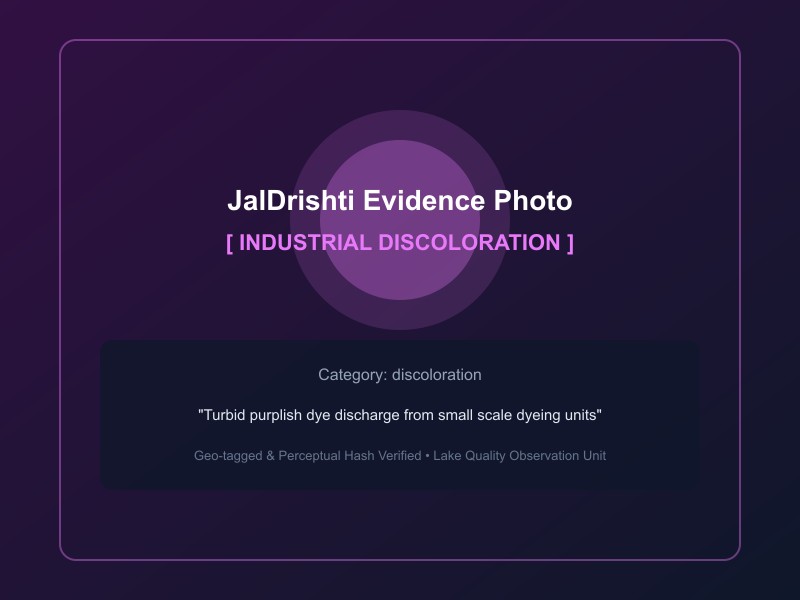 JalDrishti Evidence Photo
[ INDUSTRIAL DISCOLORATION ]
Category: discoloration
"Turbid purplish dye discharge from small scale dyeing units"
Geo-tagged & Perceptual Hash Verified • Lake Quality Observation Unit